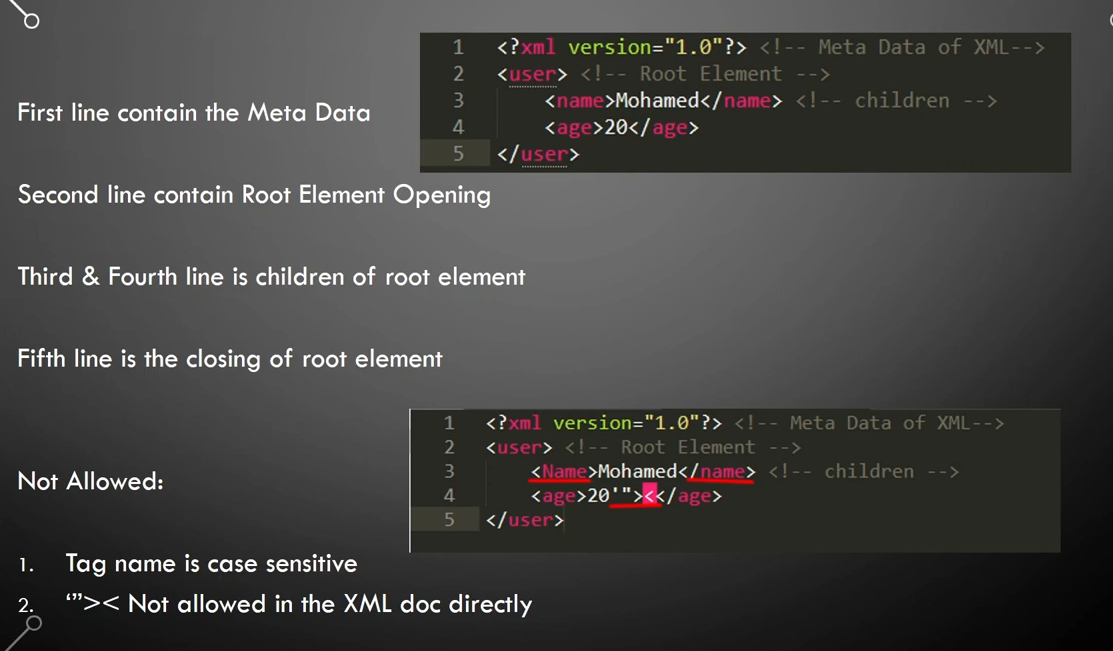 1 <?xml version="1.0"?> <!-- Meta Data of XML-->
2 <user> <!-- Root Element -->
3 <name>Mohamed</name> <!-- children -->
4 <age>20</age>
5 </user>
First line contain the Meta Data
Second line contain Root Element Opening
Third & Fourth line is children of root element
Fifth line is the closing of root element
1 <?xml version="1.0"?> <!-- Meta Data of XML-->
2 <user> <!-- Root Element -->
3 <Name>Mohamed</name> <!-- children -->
4 <age>20'"><</age>
5 </user>
Not Allowed:
1. Tag name is case sensitive
2. ‘”>< Not allowed in the XML doc directly